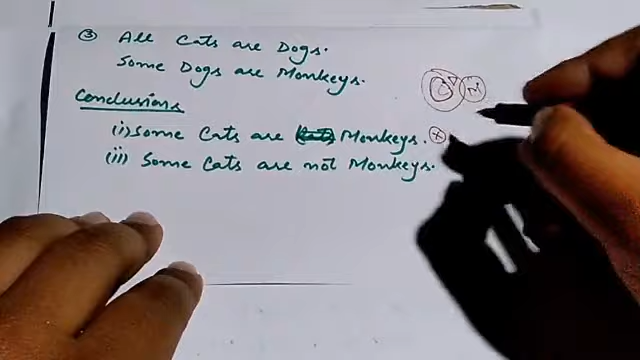 ③ All Cats are Dogs.
Some Dogs are Monkeys.
Conclusions
(i) Some Cats are Monkeys.
(ii) Some Cats are not Monkeys.
C D M